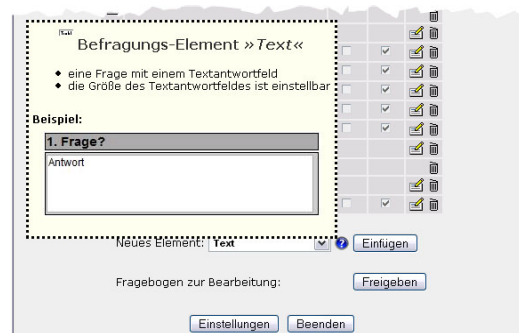 Befragungs-Element »Text«
• eine Frage mit einem Textantwortfeld
• die Größe des Textantwortfeldes ist einstellbar
Beispiel:
1. Frage?
Antwort
Neues Element: Text Einfügen
Fragebogen zur Bearbeitung: Freigeben
Einstellungen Beenden